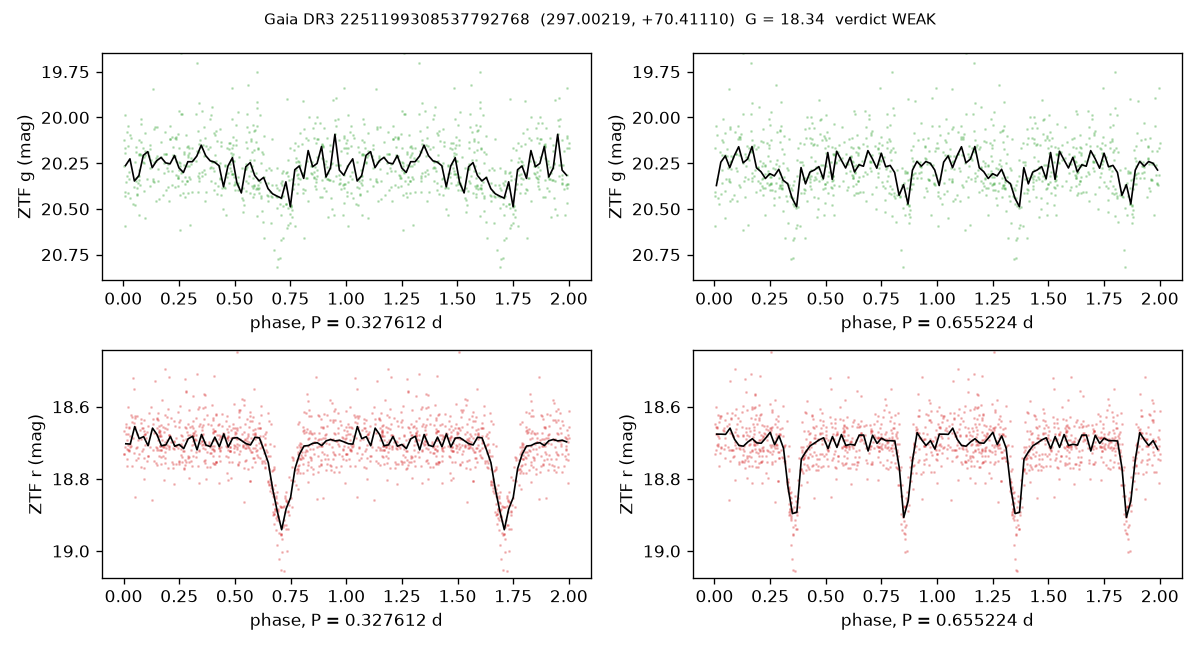 Gaia DR3 2251199308537792768 (297.00219, +70.41110) G = 18.34 verdict WEAK
ZTF g (mag)
19.75
20.00
20.25
20.50
20.75
0.00 0.25 0.50 0.75 1.00 1.25 1.50 1.75 2.00
phase, P = 0.327612 d
ZTF g (mag)
19.75
20.00
20.25
20.50
20.75
0.00 0.25 0.50 0.75 1.00 1.25 1.50 1.75 2.00
phase, P = 0.655224 d
ZTF r (mag)
18.6
18.8
19.0
0.00 0.25 0.50 0.75 1.00 1.25 1.50 1.75 2.00
phase, P = 0.327612 d
ZTF r (mag)
18.6
18.8
19.0
0.00 0.25 0.50 0.75 1.00 1.25 1.50 1.75 2.00
phase, P = 0.655224 d